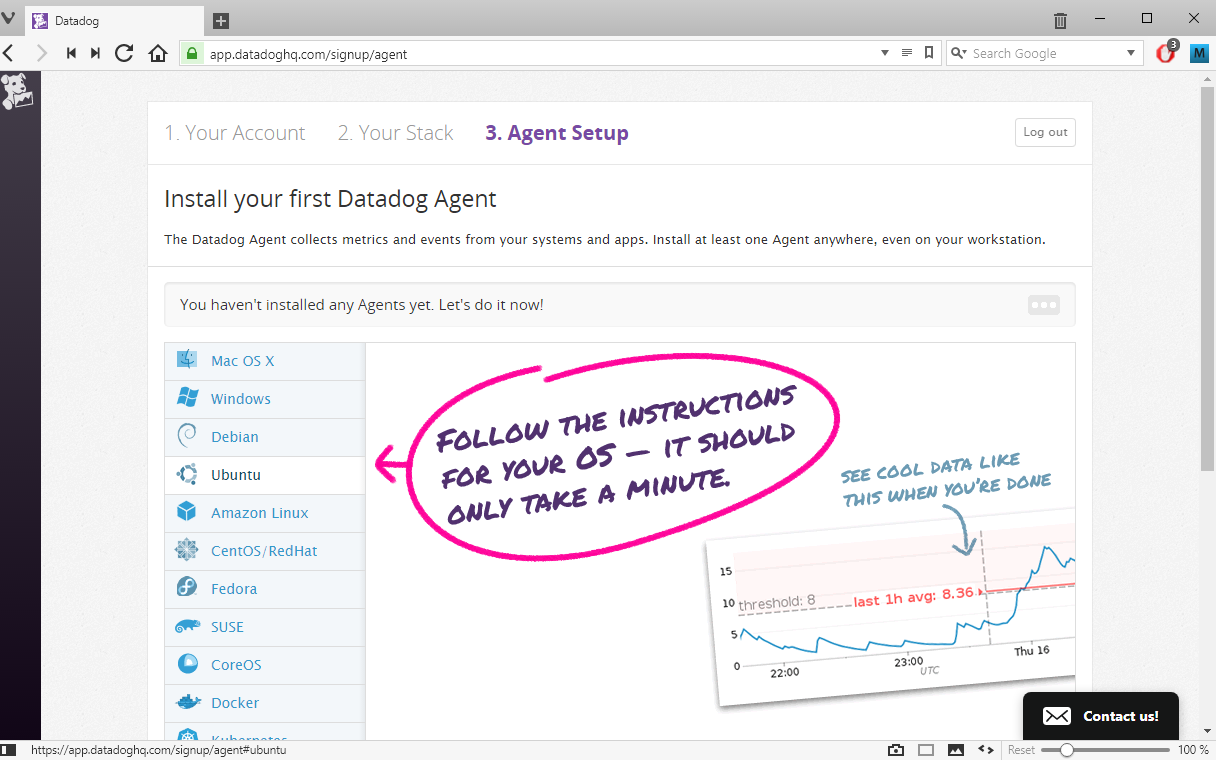 Datadog
app.datadoghq.com/signup/agent
Search Google
3
M
1. Your Account 2. Your Stack 3. Agent Setup
Log out
Install your first Datadog Agent
The Datadog Agent collects metrics and events from your systems and apps. Install at least one Agent anywhere, even on your workstation.
You haven't installed any Agents yet. Let's do it now!
Mac OS X
Windows
Debian
Ubuntu
Amazon Linux
CentOS/RedHat
Fedora
SUSE
CoreOS
Docker
Kubernetes
FOLLOW THE INSTRUCTIONS
FOR YOUR OS — IT SHOULD
ONLY TAKE A MINUTE.
SEE COOL DATA LIKE
THIS WHEN YOU'RE DONE
15
10
5
0
threshold: 8
last 1h avg: 8.36
22:00
23:00
Thu 16
UTC
Contact us!
https://app.datadoghq.com/signup/agent#ubuntu
Reset
100 %